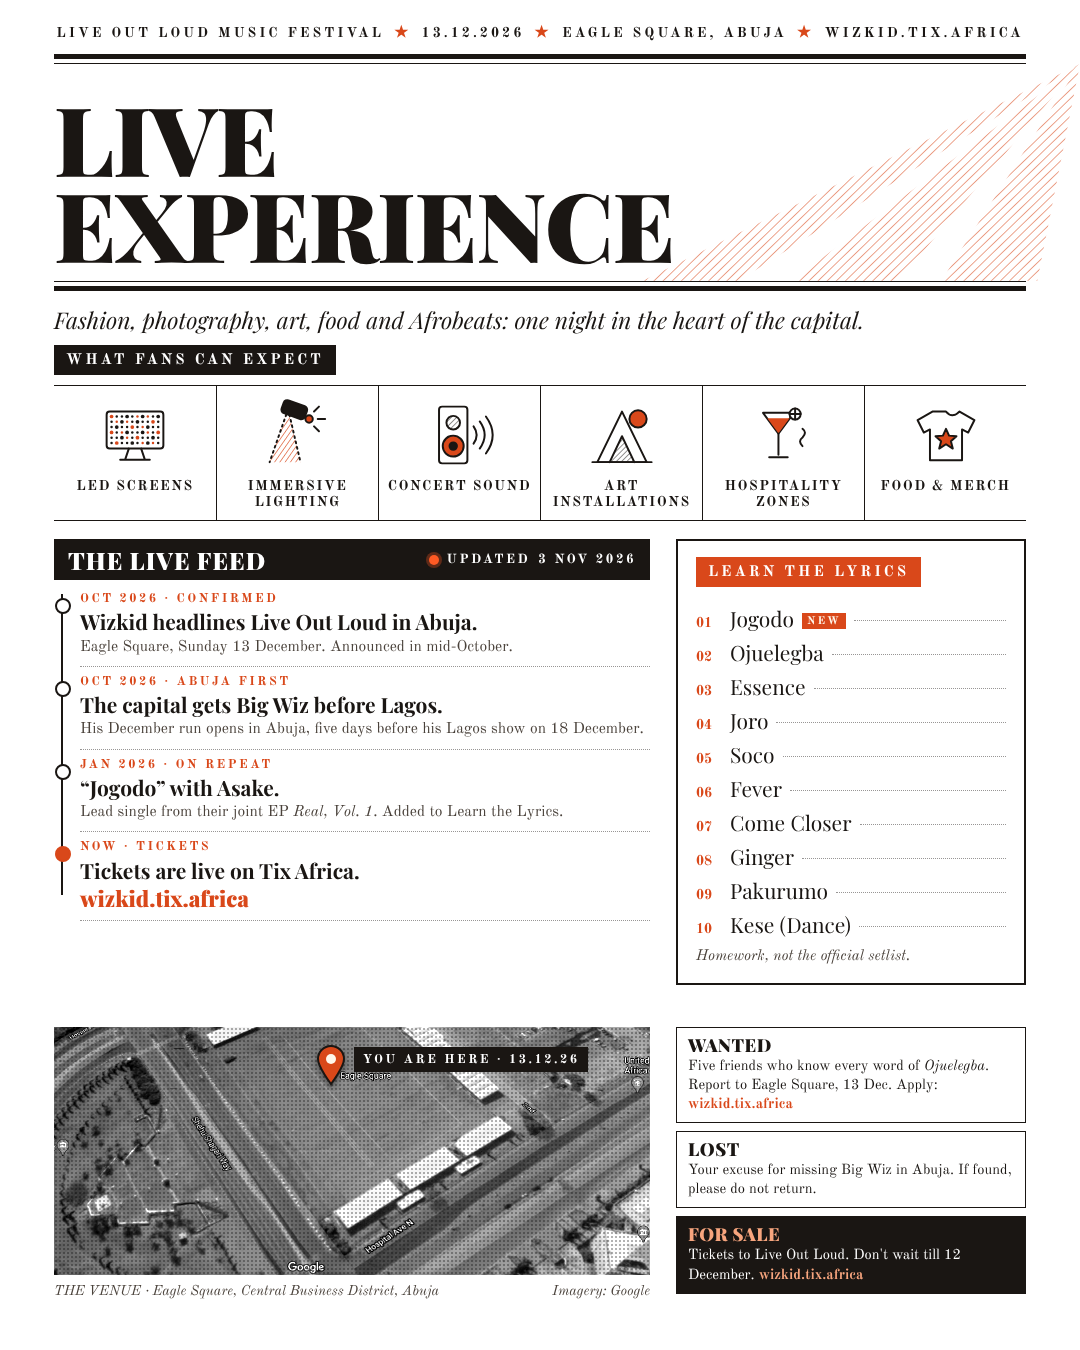 LIVE OUT LOUD MUSIC FESTIVAL ★ 13.12.2026 ★ EAGLE SQUARE, ABUJA ★ WIZKID.TIX.AFRICA
LIVE
EXPERIENCE
Fashion, photography, art, food and Afrobeats: one night in the heart of the capital.
WHAT FANS CAN EXPECT
LED SCREENS
IMMERSIVE
LIGHTING
CONCERT SOUND
ART
INSTALLATIONS
HOSPITALITY
ZONES
FOOD & MERCH
THE LIVE FEED
UPDATED 3 NOV 2026
OCT 2026 · CONFIRMED
Wizkid headlines Live Out Loud in Abuja.
Eagle Square, Sunday 13 December. Announced in mid-October.
OCT 2026 · ABUJA FIRST
The capital gets Big Wiz before Lagos.
His December run opens in Abuja, five days before his Lagos show on 18 December.
JAN 2026 · ON REPEAT
“Jogodo” with Asake.
Lead single from their joint EP Real, Vol. 1. Added to Learn the Lyrics.
NOW · TICKETS
Tickets are live on Tix Africa.
wizkid.tix.africa
LEARN THE LYRICS
01 Jogodo NEW
02 Ojuelegba
03 Essence
04 Joro
05 Soco
06 Fever
07 Come Closer
08 Ginger
09 Pakurumo
10 Kese (Dance)
Homework, not the official setlist.
YOU ARE HERE · 13.12.26
Eagle Square
United
Africa
Shehu Shagari Way
Hospital Ave N
Google
THE VENUE · Eagle Square, Central Business District, Abuja
Imagery: Google
WANTED
Five friends who know every word of Ojuelegba.
Report to Eagle Square, 13 Dec. Apply:
wizkid.tix.africa
LOST
Your excuse for missing Big Wiz in Abuja. If found,
please do not return.
FOR SALE
Tickets to Live Out Loud. Don't wait till 12
December. wizkid.tix.africa